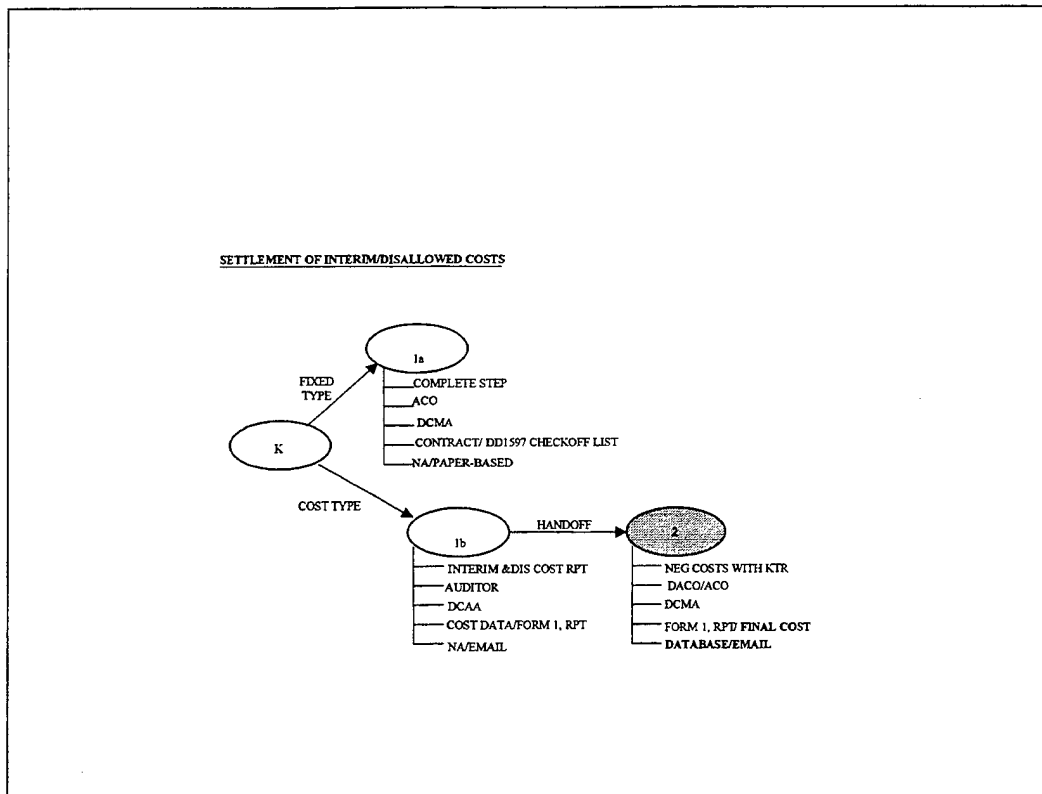 SETTLEMENT OF INTERIM/DISALLOWED COSTS
1a
FIXED
TYPE
COMPLETE STEP
ACO
DCMA
CONTRACT/ DD1597 CHECKOFF LIST
NA/PAPER-BASED
K
COST TYPE
1b
HANDOFF
2
INTERIM &DIS COST RPT
AUDITOR
DCAA
COST DATA/FORM 1, RPT
NA/EMAIL
NEG COSTS WITH KTR
DACO/ACO
DCMA
FORM 1, RPT/ FINAL COST
DATABASE/EMAIL